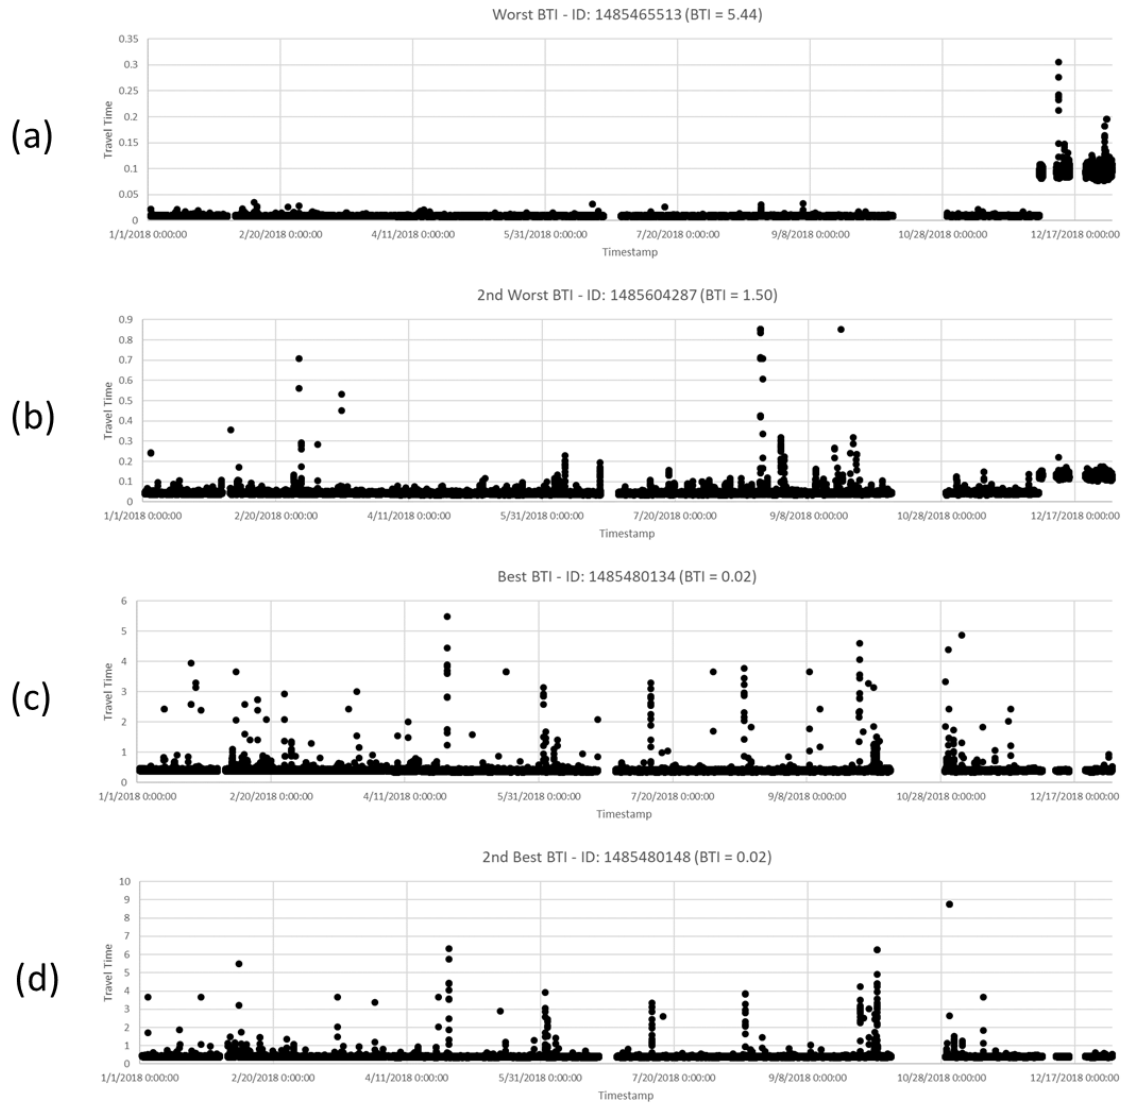 Worst BTI - ID: 1485465513 (BTI = 5.44)
(a)
Travel Time
0.35
0.3
0.25
0.2
0.15
0.1
0.05
0
1/1/2018 0:00:00 2/20/2018 0:00:00 4/11/2018 0:00:00 5/31/2018 0:00:00 7/20/2018 0:00:00 9/8/2018 0:00:00 10/28/2018 0:00:00 12/17/2018 0:00:00
Timestamp
2nd Worst BTI - ID: 1485604287 (BTI = 1.50)
(b)
Travel Time
0.9
0.8
0.7
0.6
0.5
0.4
0.3
0.2
0.1
0
1/1/2018 0:00:00 2/20/2018 0:00:00 4/11/2018 0:00:00 5/31/2018 0:00:00 7/20/2018 0:00:00 9/8/2018 0:00:00 10/28/2018 0:00:00 12/17/2018 0:00:00
Timestamp
Best BTI - ID: 1485480134 (BTI = 0.02)
(c)
Travel Time
6
5
4
3
2
1
0
1/1/2018 0:00:00 2/20/2018 0:00:00 4/11/2018 0:00:00 5/31/2018 0:00:00 7/20/2018 0:00:00 9/8/2018 0:00:00 10/28/2018 0:00:00 12/17/2018 0:00:00
Timestamp
2nd Best BTI - ID: 1485480148 (BTI = 0.02)
(d)
Travel Time
10
9
8
7
6
5
4
3
2
1
0
1/1/2018 0:00:00 2/20/2018 0:00:00 4/11/2018 0:00:00 5/31/2018 0:00:00 7/20/2018 0:00:00 9/8/2018 0:00:00 10/28/2018 0:00:00 12/17/2018 0:00:00
Timestamp